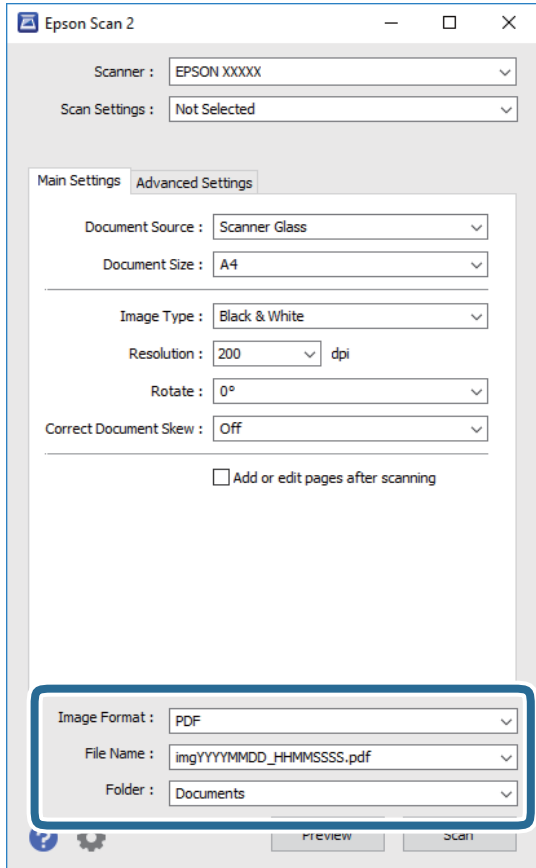 Epson Scan 2
Scanner : EPSON XXXXX
Scan Settings : Not Selected
Main Settings Advanced Settings
Document Source : Scanner Glass
Document Size : A4
Image Type : Black & White
Resolution : 200 dpi
Rotate : 0°
Correct Document Skew : Off
Add or edit pages after scanning
Image Format : PDF
File Name : imgYYYYMMDD_HHMMSSSS.pdf
Folder : Documents
? Preview Scan